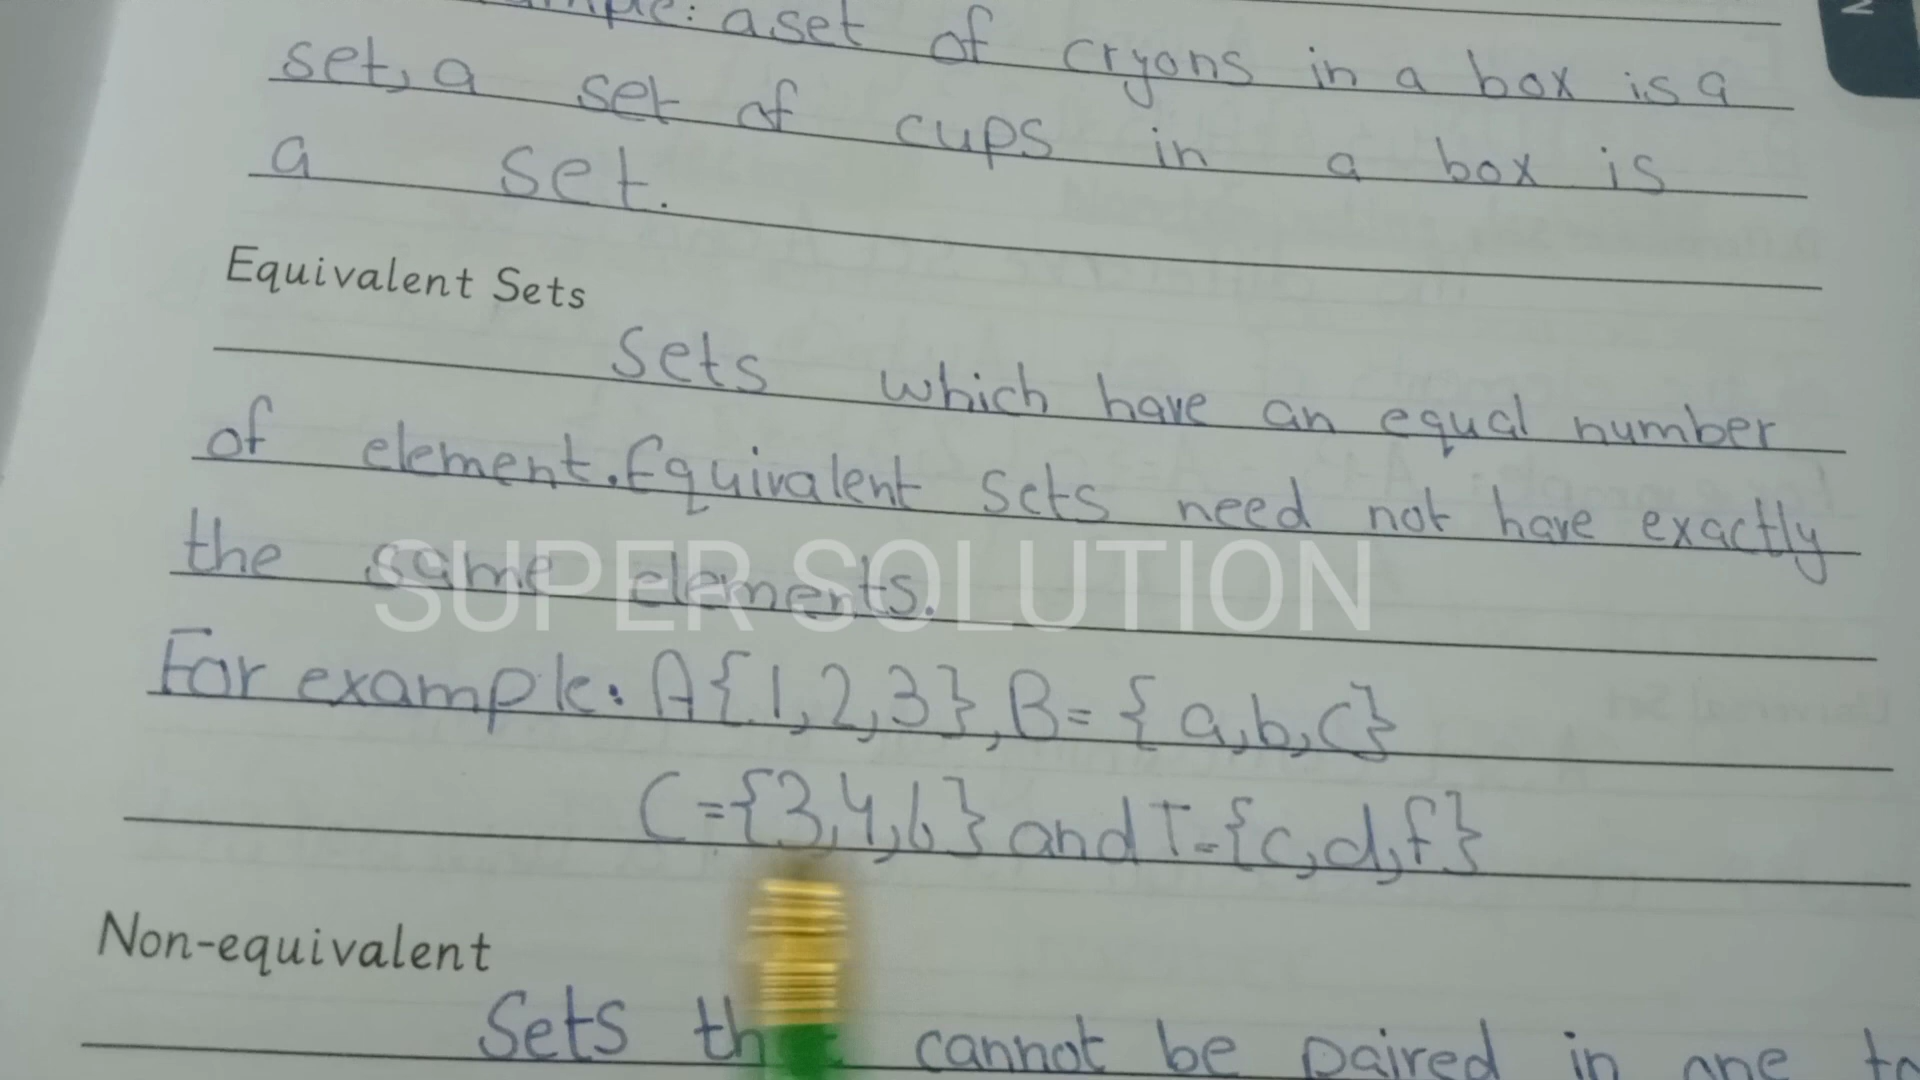 aset of cryons in a box is a
set, a set of cups in a box is
a set.
Equivalent Sets
Sets which have an equal number
of element. Equivalent sets need not have exactly
the same elements.
SUPER SOLUTION
For example: A{1,2,3}, B={a,b,c}
C={3,4,6} and T={c,d,f}
Non-equivalent
Sets cannot be paired in one to